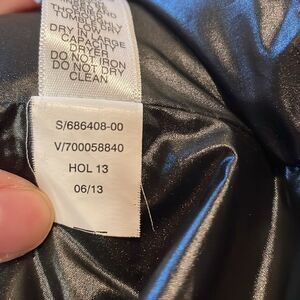 TUMBLE DRY
LOW
DRY IN LARGE
CAPACITY
DRYER
DO NOT IRON
DO NOT DRY
CLEAN
S/686408-00
V/700058840
HOL 13
06/13